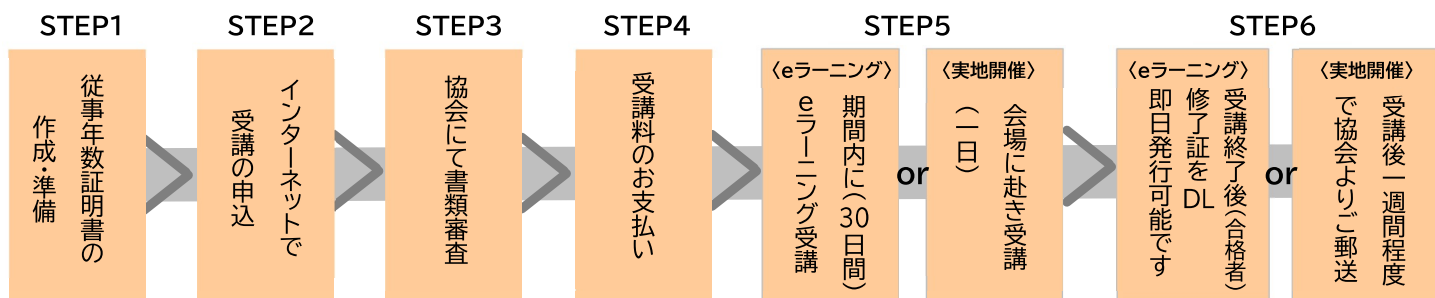 STEP1
従事年数証明書の
作成・準備
STEP2
インターネットで
受講の申込
STEP3
協会にて書類審査
STEP4
受講料のお支払い
STEP5
〈eラーニング〉
期間内に(30日間)
eラーニング受講
or
〈実地開催〉
会場に赴き受講
(一日)
STEP6
〈eラーニング〉
受講終了後(合格者)
修了証をDL
即日発行可能です
or
〈実地開催〉
受講後一週間程度
で協会よりご郵送